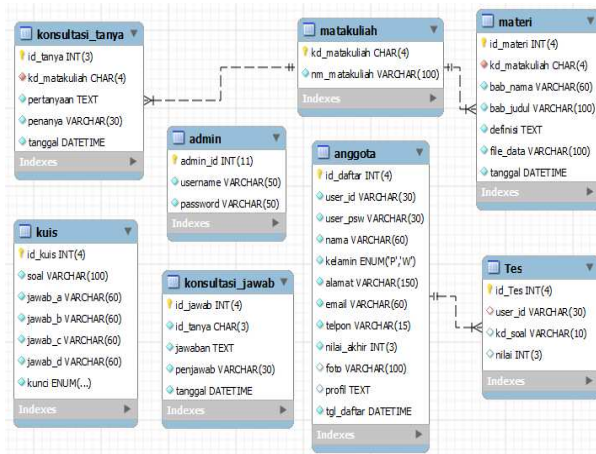 konsultasi_tanya
id_tanya INT(3)
kd_matakuliah CHAR(4)
pertanyaan TEXT
penanya VARCHAR(30)
tanggal DATETIME
Indexes
matakuliah
kd_matakuliah CHAR(4)
nm_matakuliah VARCHAR(100)
Indexes
materi
id_materi INT(4)
kd_matakuliah CHAR(4)
bab_nama VARCHAR(60)
bab_judul VARCHAR(100)
definisi TEXT
file_data VARCHAR(100)
tanggal DATETIME
Indexes
admin
admin_id INT(11)
username VARCHAR(50)
password VARCHAR(50)
Indexes
anggota
id_daftar INT(4)
user_id VARCHAR(30)
user_psw VARCHAR(30)
nama VARCHAR(60)
kelamin ENUM('P','W')
alamat VARCHAR(150)
email VARCHAR(60)
telpon VARCHAR(15)
nilai_akhir INT(3)
foto VARCHAR(100)
profil TEXT
tgl_daftar DATETIME
Indexes
kuis
id_kuis INT(4)
soal VARCHAR(100)
jawab_a VARCHAR(60)
jawab_b VARCHAR(60)
jawab_c VARCHAR(60)
jawab_d VARCHAR(60)
kunci ENUM(...)
Indexes
konsultasi_jawab
id_jawab INT(4)
id_tanya CHAR(3)
jawaban TEXT
penjawab VARCHAR(30)
tanggal DATETIME
Indexes
Tes
id_Tes INT(4)
user_id VARCHAR(30)
kd_soal VARCHAR(10)
nilai INT(3)
Indexes